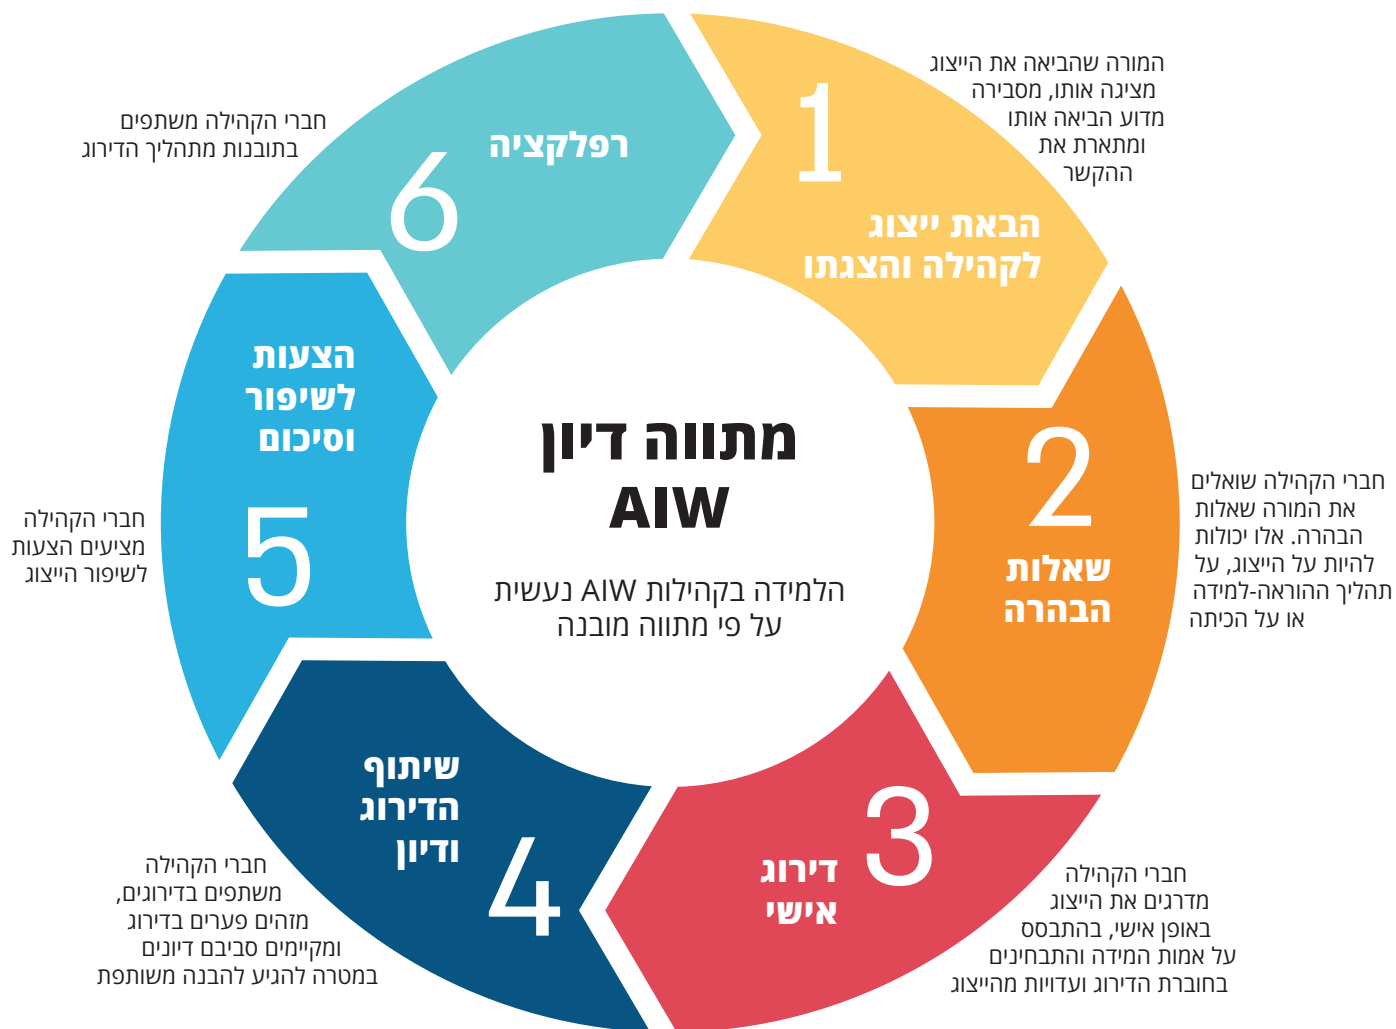 מתווה דיון
AIW
הלמידה בקהילות AIW נעשית
על פי מתווה מובנה
1
הבאת ייצוג
לקהילה והצגתו
המורה שהביאה את הייצוג
מציגה אותו, מסבירה
מדוע הביאה אותו
ומתארת את
ההקשר
2
שאלות
הבהרה
חברי הקהילה שואלים
את המורה שאלות
הבהרה. אלו יכולות
להיות על הייצוג, על
תהליך ההוראה-למידה
או על הכיתה
3
דירוג
אישי
חברי הקהילה
מדרגים את הייצוג
באופן אישי, בהתבסס
על אמות המידה והתבחינים
בחוברת הדירוג ועדויות מהייצוג
4
שיתוף
הדירוג
ודיון
חברי הקהילה
משתפים בדירוגים,
מזהים פערים בדירוג
ומקיימים סביבם דיונים
במטרה להגיע להבנה משותפת
5
הצעות
לשיפור
וסיכום
חברי הקהילה
מציעים הצעות
לשיפור הייצוג
6
רפלקציה
חברי הקהילה משתפים
בתובנות מתהליך הדירוג